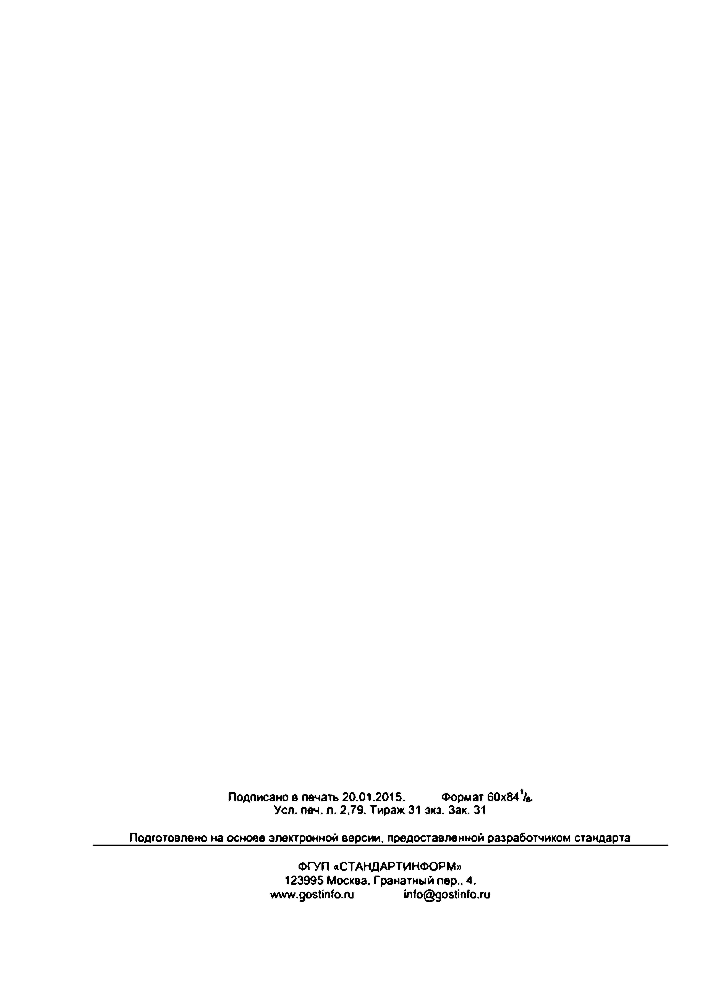 Подписано в печать 20.01.2015. Формат 60x84 1/8.
Усл. печ. л. 2,79. Тираж 31 экз. Зак. 31
Подготовлено на основе электронной версии, предоставленной разработчиком стандарта
ФГУП «СТАНДАРТИНФОРМ»
123995 Москва, Гранатный пер., 4.
www.gostinfo.ru info@gostinfo.ru